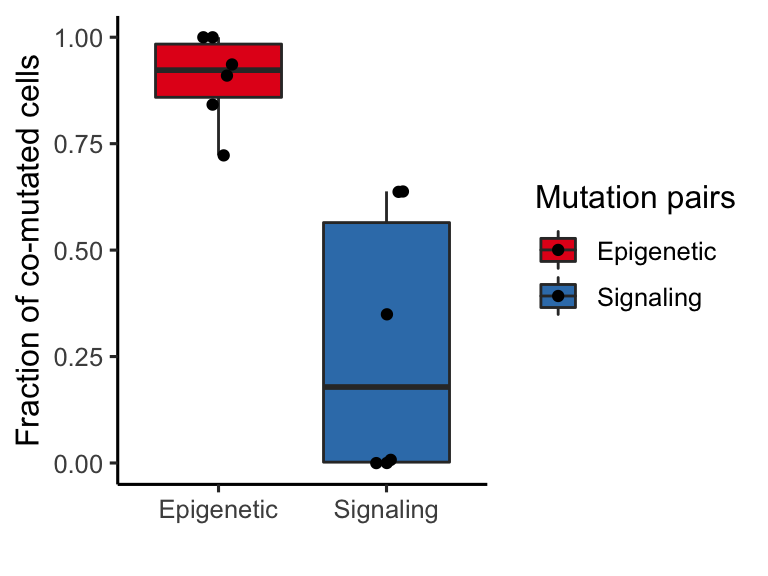 Fraction of co-mutated cells
1.00
0.75
0.50
0.25
0.00
Epigenetic
Signaling
Mutation pairs
Epigenetic
Signaling